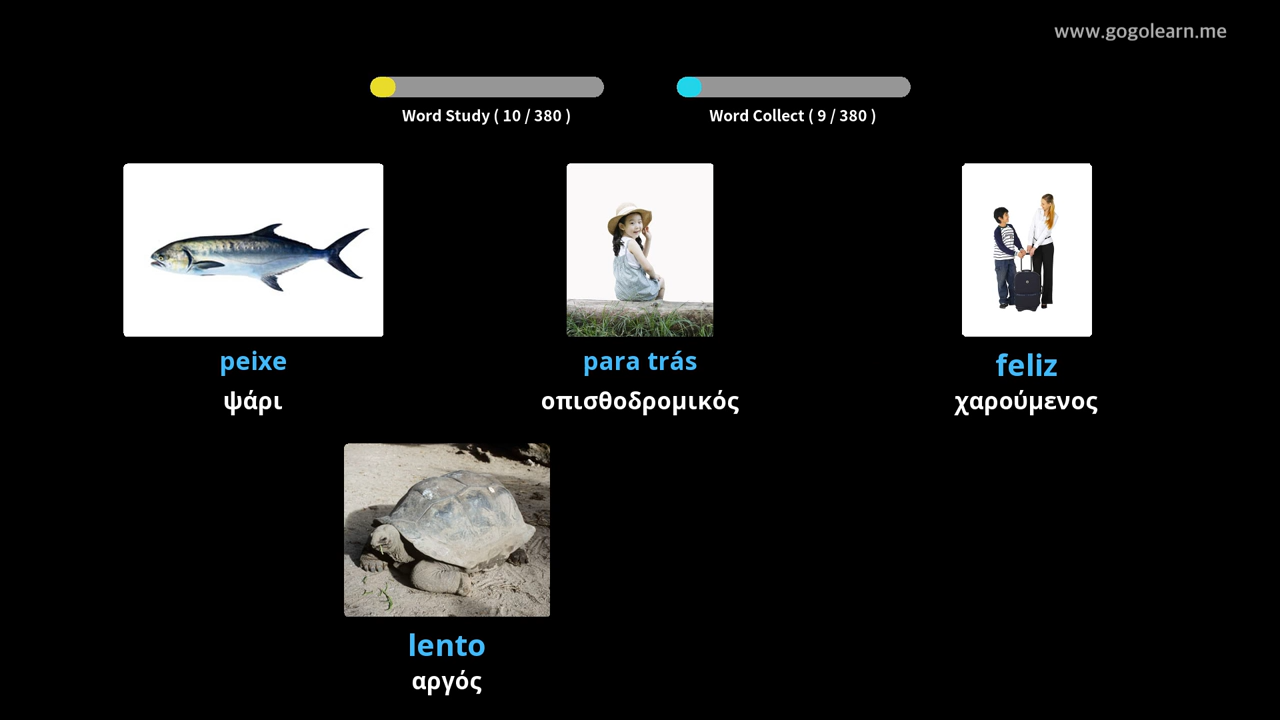 www.gogolearn.me
Word Study ( 10 / 380 )
Word Collect ( 9 / 380 )
peixe
para trás
feliz
ψάρι
οπισθοδρομικός
χαρούμενος
lento
αργός